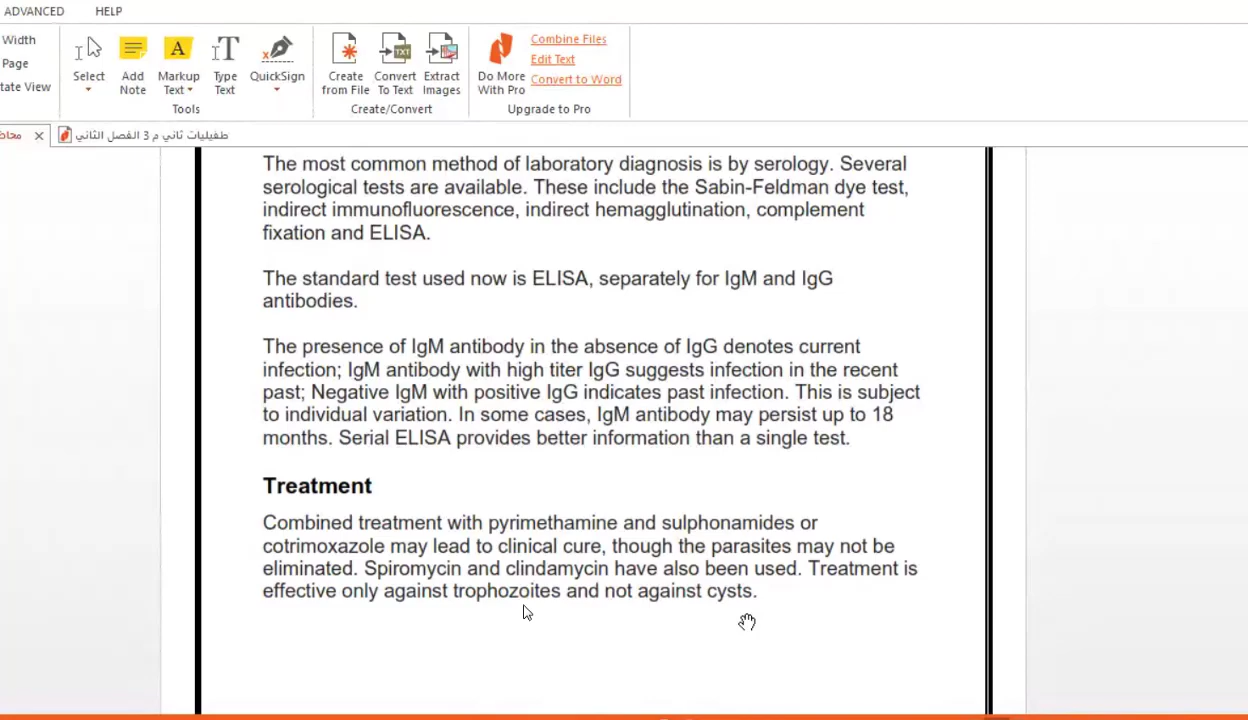 ADVANCED HELP
Width
Page
tate View
Select
Add Note
Markup Text
Type Text
QuickSign
Tools
Create from File
Convert To Text
Extract Images
Create/Convert
Do More With Pro
Combine Files
Edit Text
Convert to Word
Upgrade to Pro
طفيليات ثاني م 3 الفصل الثاني
The most common method of laboratory diagnosis is by serology. Several
serological tests are available. These include the Sabin-Feldman dye test,
indirect immunofluorescence, indirect hemagglutination, complement
fixation and ELISA.
The standard test used now is ELISA, separately for IgM and IgG
antibodies.
The presence of IgM antibody in the absence of IgG denotes current
infection; IgM antibody with high titer IgG suggests infection in the recent
past; Negative IgM with positive IgG indicates past infection. This is subject
to individual variation. In some cases, IgM antibody may persist up to 18
months. Serial ELISA provides better information than a single test.
Treatment
Combined treatment with pyrimethamine and sulphonamides or
cotrimoxazole may lead to clinical cure, though the parasites may not be
eliminated. Spiromycin and clindamycin have also been used. Treatment is
effective only against trophozoites and not against cysts.